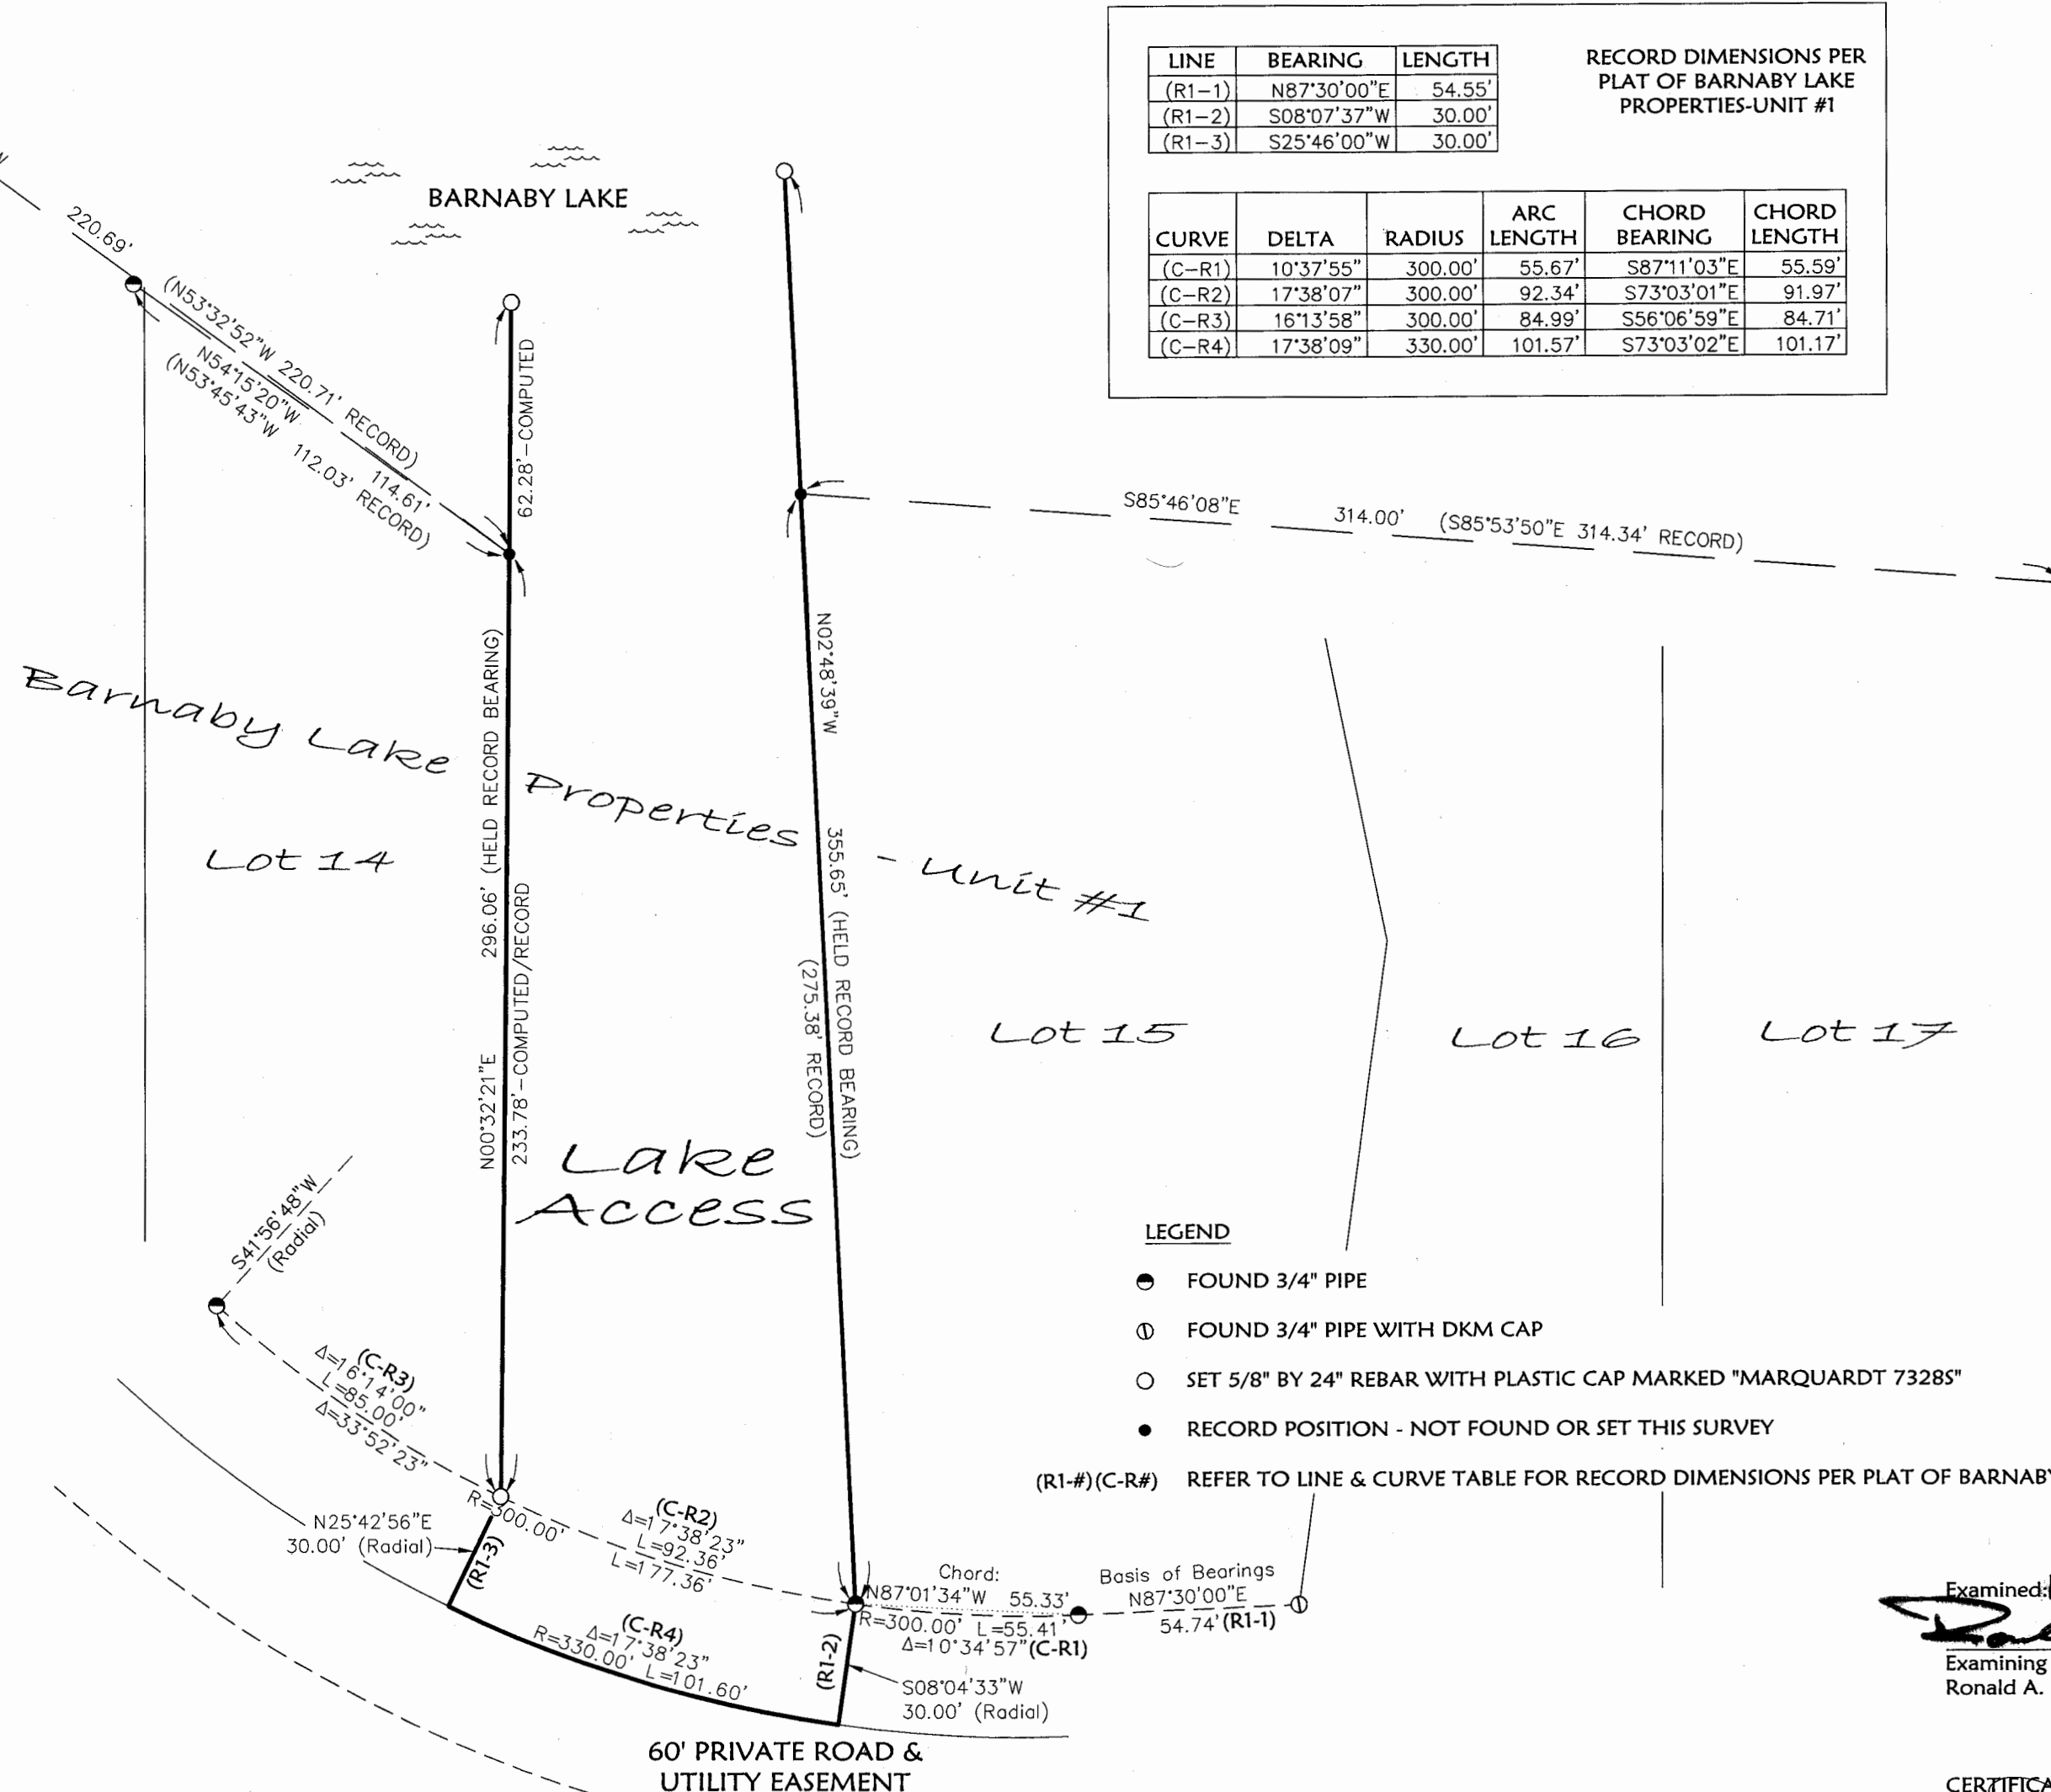 LINE BEARING LENGTH
(R1-1) N87°30'00"E 54.55'
(R1-2) S08°07'37"W 30.00'
(R1-3) S25°46'00"W 30.00'
RECORD DIMENSIONS PER
PLAT OF BARNABY LAKE
PROPERTIES-UNIT #1
CURVE DELTA RADIUS ARC LENGTH CHORD BEARING CHORD LENGTH
(C-R1) 10°37'55" 300.00' 55.67' S87°11'03"E 55.59'
(C-R2) 17°38'07" 300.00' 92.34' S73°03'01"E 91.97'
(C-R3) 16°13'58" 300.00' 84.99' S56°06'59"E 84.71'
(C-R4) 17°38'09" 330.00' 101.57' S73°03'02"E 101.17'
BARNABY LAKE
220.69'
(N53°32'52"W 220.71' RECORD)
N54°15'20"W 114.61'
(N53°45'43"W 112.03' RECORD)
62.28'-COMPUTED
S85°46'08"E 314.00' (S85°53'50"E 314.34' RECORD)
N00°32'21"E 296.06' (HELD RECORD BEARING)
233.78'-COMPUTED/RECORD
N02°48'39"W 355.65' (HELD RECORD BEARING)
(275.38' RECORD)
Barnaby Lake Properties - Unit #1
Lot 14
Lot 15
Lot 16
Lot 17
Lake
Access
S41°56'48"W
(Radial)
(C-R3)
Δ=16°14'00"
L=85.00'
Δ=33°52'23"
R=300.00'
(C-R2)
Δ=17°38'23"
L=92.36'
L=177.36'
N25°42'56"E
30.00' (Radial)
(R1-3)
(C-R4)
Δ=17°38'23"
R=330.00' L=101.60'
(R1-2)
Chord:
N87°01'34"W 55.33'
R=300.00' L=55.41'
Δ=10°34'57"(C-R1)
Basis of Bearings
N87°30'00"E
54.74'(R1-1)
S08°04'33"W
30.00' (Radial)
60' PRIVATE ROAD &
UTILITY EASEMENT
LEGEND
FOUND 3/4" PIPE
FOUND 3/4" PIPE WITH DKM CAP
SET 5/8" BY 24" REBAR WITH PLASTIC CAP MARKED "MARQUARDT 7328S"
RECORD POSITION - NOT FOUND OR SET THIS SURVEY
(R1-#)(C-R#) REFER TO LINE & CURVE TABLE FOR RECORD DIMENSIONS PER PLAT OF BARNABY
Examined:
Examining
Ronald A.